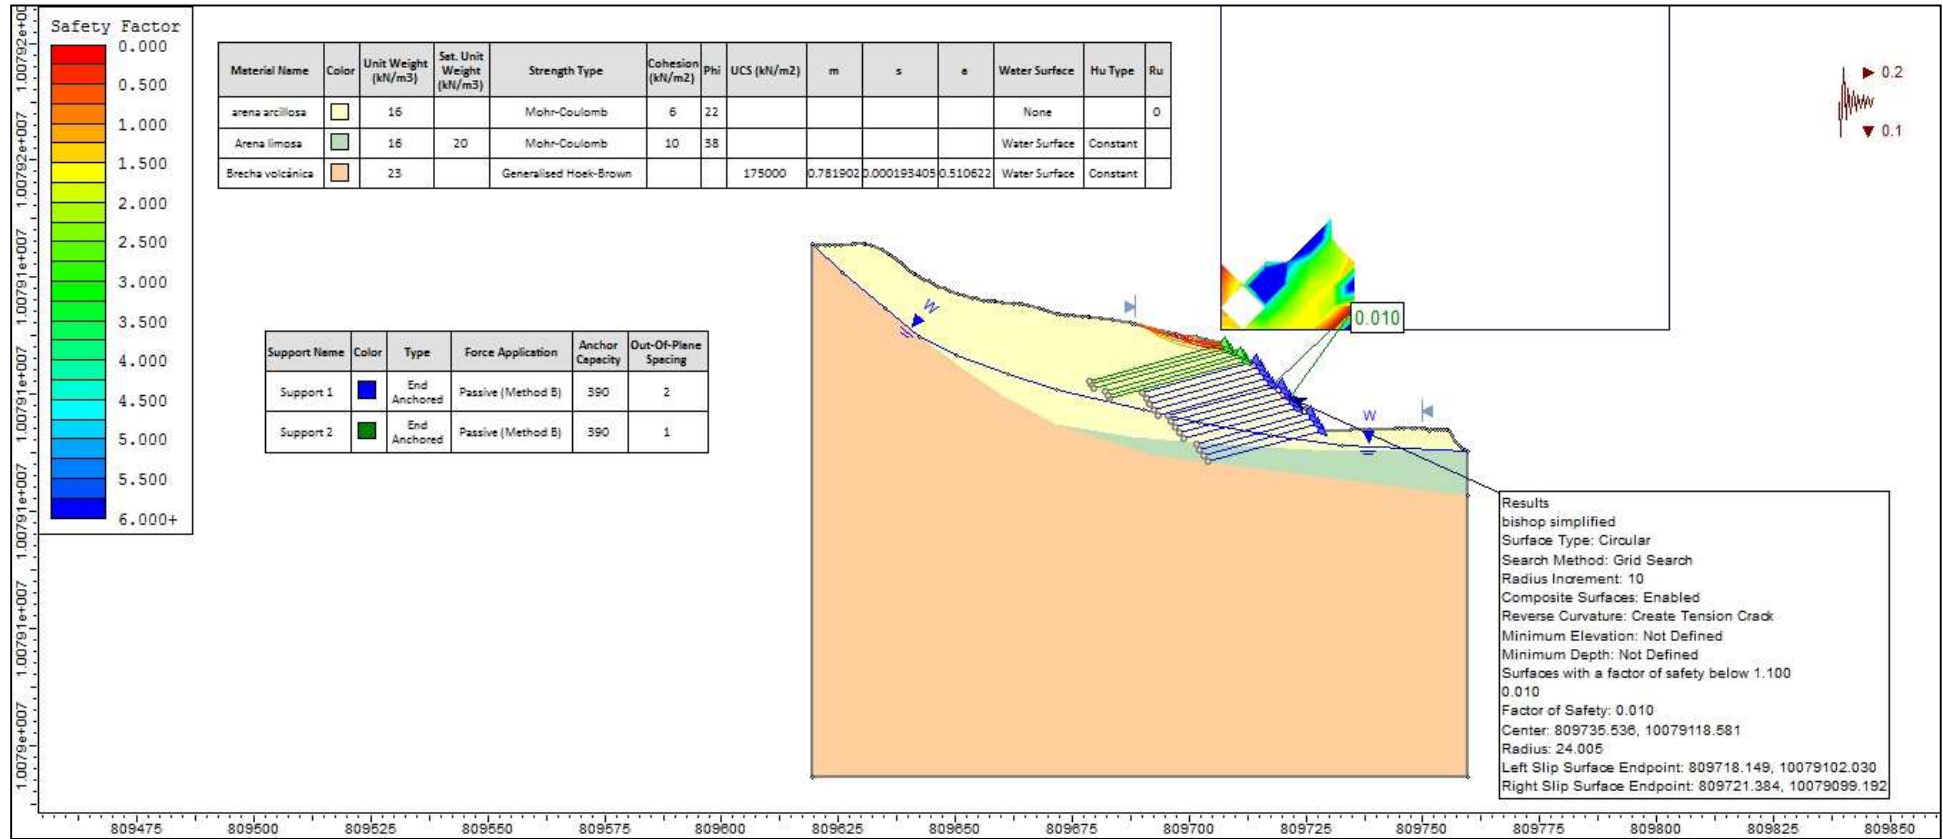 Safety Factor
0.000
0.500
1.000
1.500
2.000
2.500
3.000
3.500
4.000
4.500
5.000
5.500
6.000+
Material Name Color Unit Weight (kN/m3) Sat. Unit Weight (kN/m3) Strength Type Cohesion (kN/m2) Phi UCS (kN/m2) m s a Water Surface Hu Type Ru
arena arcillosa 16 Mohr-Coulomb 6 22 None 0
Arena limosa 16 20 Mohr-Coulomb 10 38 Water Surface Constant
Brecha volcánica 23 Generalised Hoek-Brown 175000 0.781902 0.000193405 0.510622 Water Surface Constant
0.2
0.1
Support Name Color Type Force Application Anchor Capacity Out-Of-Plane Spacing
Support 1 End Anchored Passive (Method B) 390 2
Support 2 End Anchored Passive (Method B) 390 1
W
0.010
W
Results
bishop simplified
Surface Type: Circular
Search Method: Grid Search
Radius Increment: 10
Composite Surfaces: Enabled
Reverse Curvature: Create Tension Crack
Minimum Elevation: Not Defined
Minimum Depth: Not Defined
Surfaces with a factor of safety below 1.100
0.010
Factor of Safety: 0.010
Center: 809735.536, 10079118.581
Radius: 24.005
Left Slip Surface Endpoint: 809718.149, 10079102.030
Right Slip Surface Endpoint: 809721.384, 10079099.192
1.00792e+00
1.00792e+007
1.00791e+007
1.00791e+007
1.00791e+007
1.00791e+007
1.0079e+007
809475 809500 809525 809550 809575 809600 809625 809650 809675 809700 809725 809750 809775 809800 809825 809850